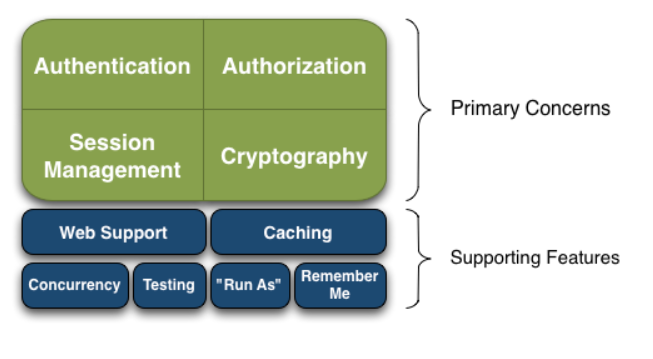 Authentication
Authorization
Session
Management
Cryptography
Primary Concerns
Web Support
Caching
Concurrency
Testing
"Run As"
Remember
Me
Supporting Features